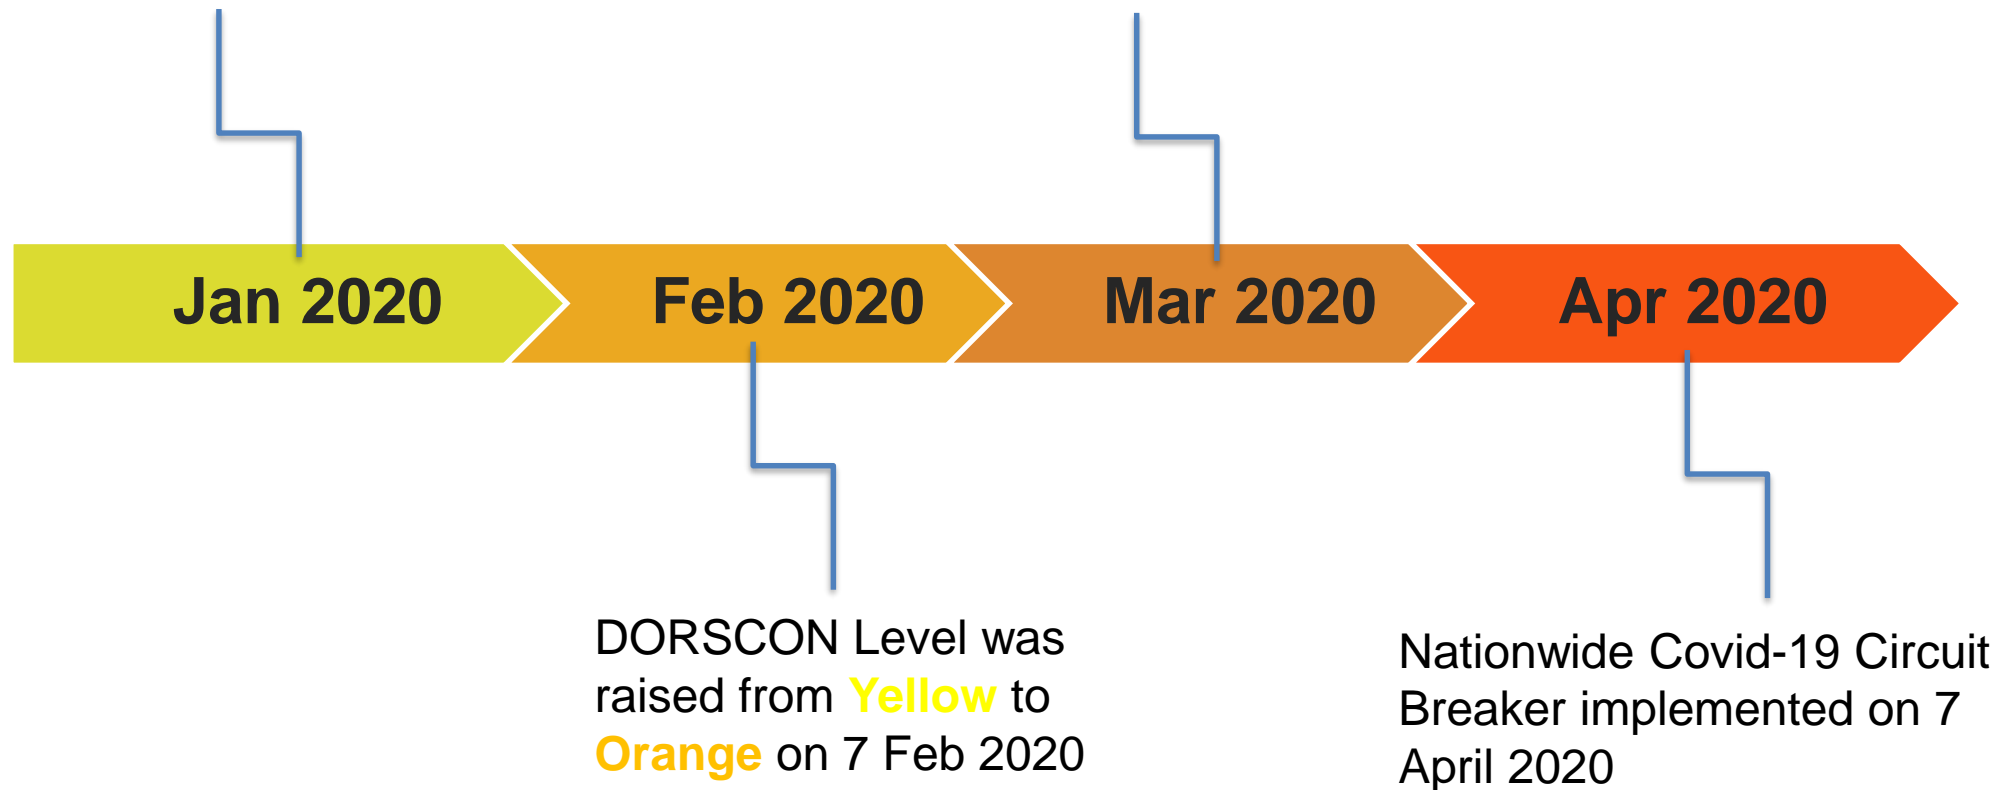 Jan 2020
Feb 2020
Mar 2020
Apr 2020
DORSCON Level was
raised from Yellow to
Orange on 7 Feb 2020
Nationwide Covid-19 Circuit
Breaker implemented on 7
April 2020